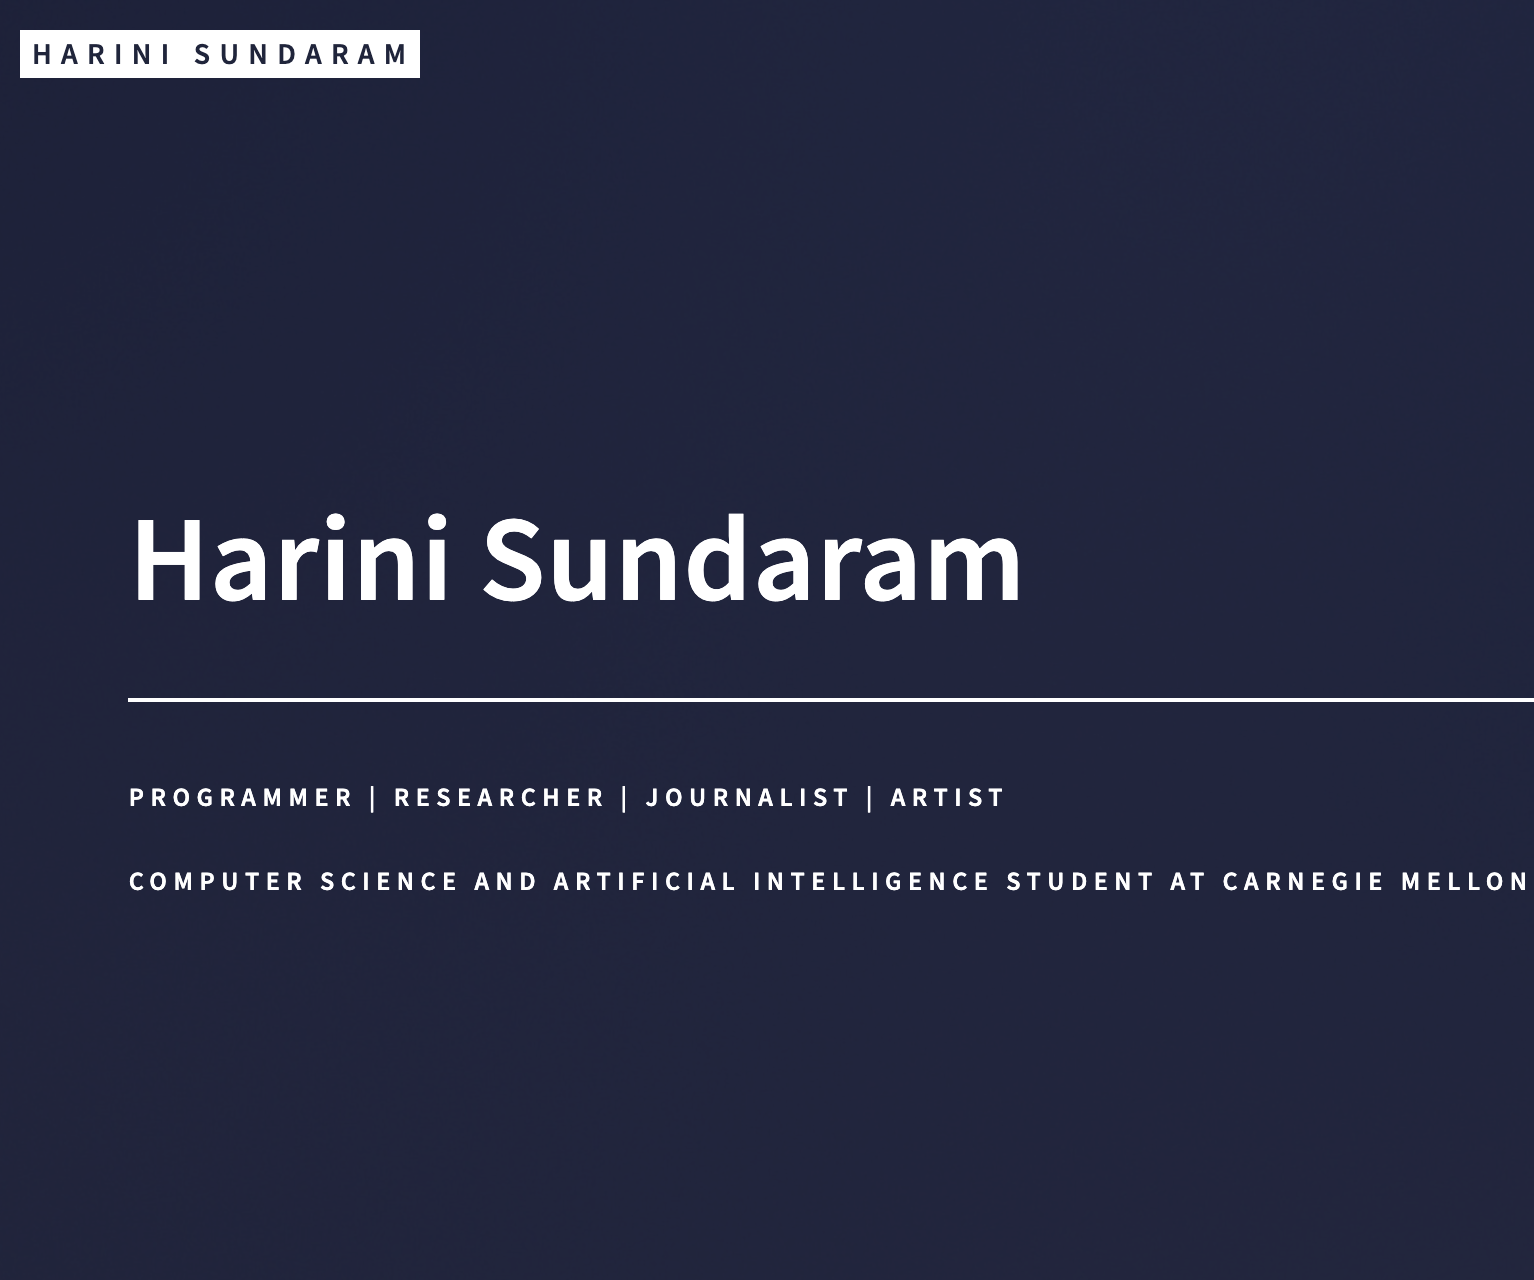 HARINI SUNDARAM
Harini Sundaram
PROGRAMMER | RESEARCHER | JOURNALIST | ARTIST
COMPUTER SCIENCE AND ARTIFICIAL INTELLIGENCE STUDENT AT CARNEGIE MELLON